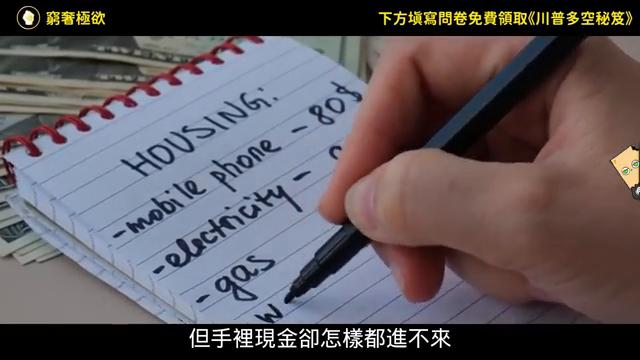 窮奢極欲
下方填寫問卷免費領取《川普多空秘笈》
HOUSING:
-mobile phone - 80$
-electricity -
-gas
W
但手裡現金卻怎樣都進不來